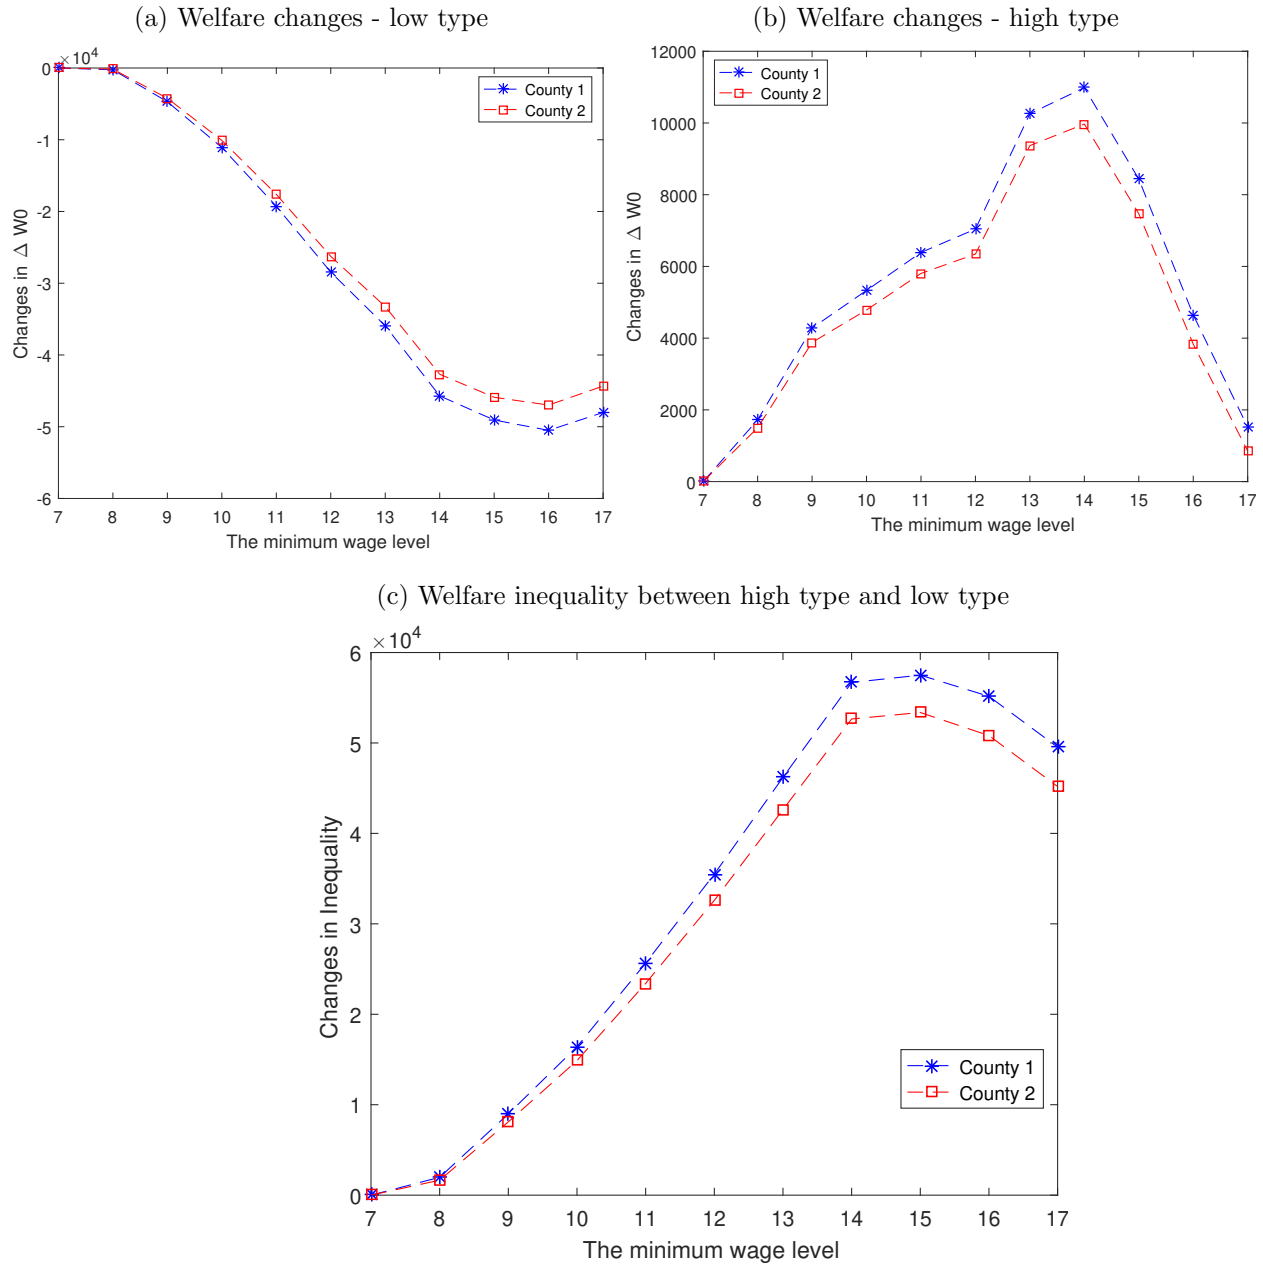 (a) Welfare changes - low type
×10⁴
0
-1
-2
-3
-4
-5
-6
7 8 9 10 11 12 13 14 15 16 17
Changes in △ W0
The minimum wage level
County 1
County 2
(b) Welfare changes - high type
12000
10000
8000
6000
4000
2000
0
7 8 9 10 11 12 13 14 15 16 17
Changes in △ W0
The minimum wage level
County 1
County 2
(c) Welfare inequality between high type and low type
×10⁴
6
5
4
3
2
1
0
7 8 9 10 11 12 13 14 15 16 17
Changes in Inequality
The minimum wage level
County 1
County 2